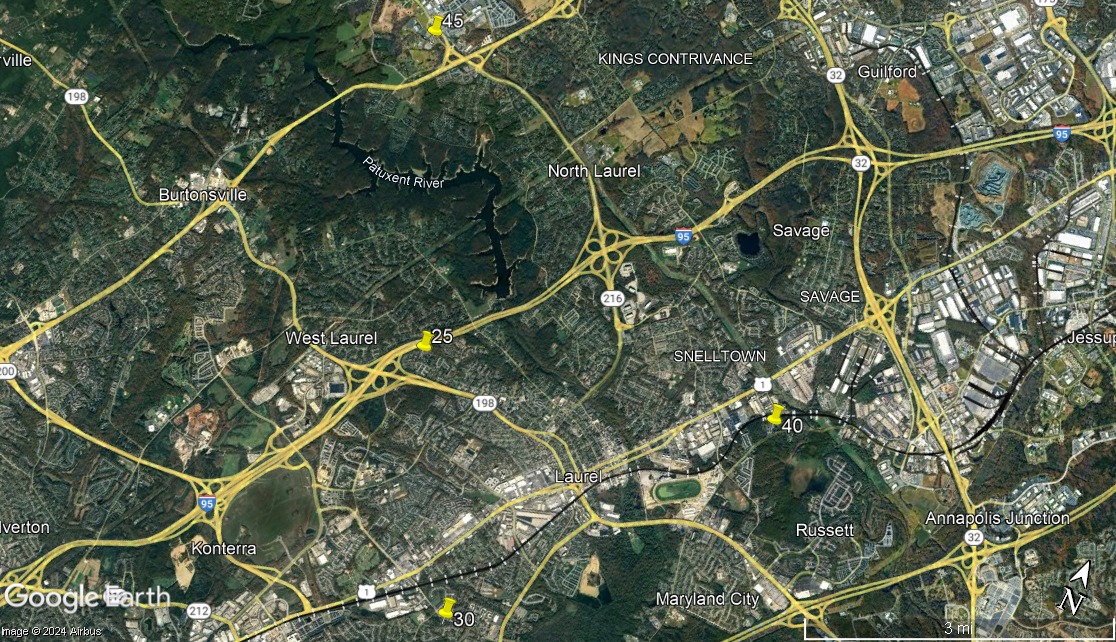 45
KINGS CONTRIVANCE
rville
32
Guilford
198
95
32
Patuxent River
North Laurel
Burtonsville
Savage
95
216
SAVAGE
25
West Laurel
Jessup
SNELLTOWN
200
1
198
40
Laurel
95
lverton
Annapolis Junction
Russett
32
Konterra
1
Maryland City
Google Earth
212
30
N
3 mi
Image © 2024 Airbus